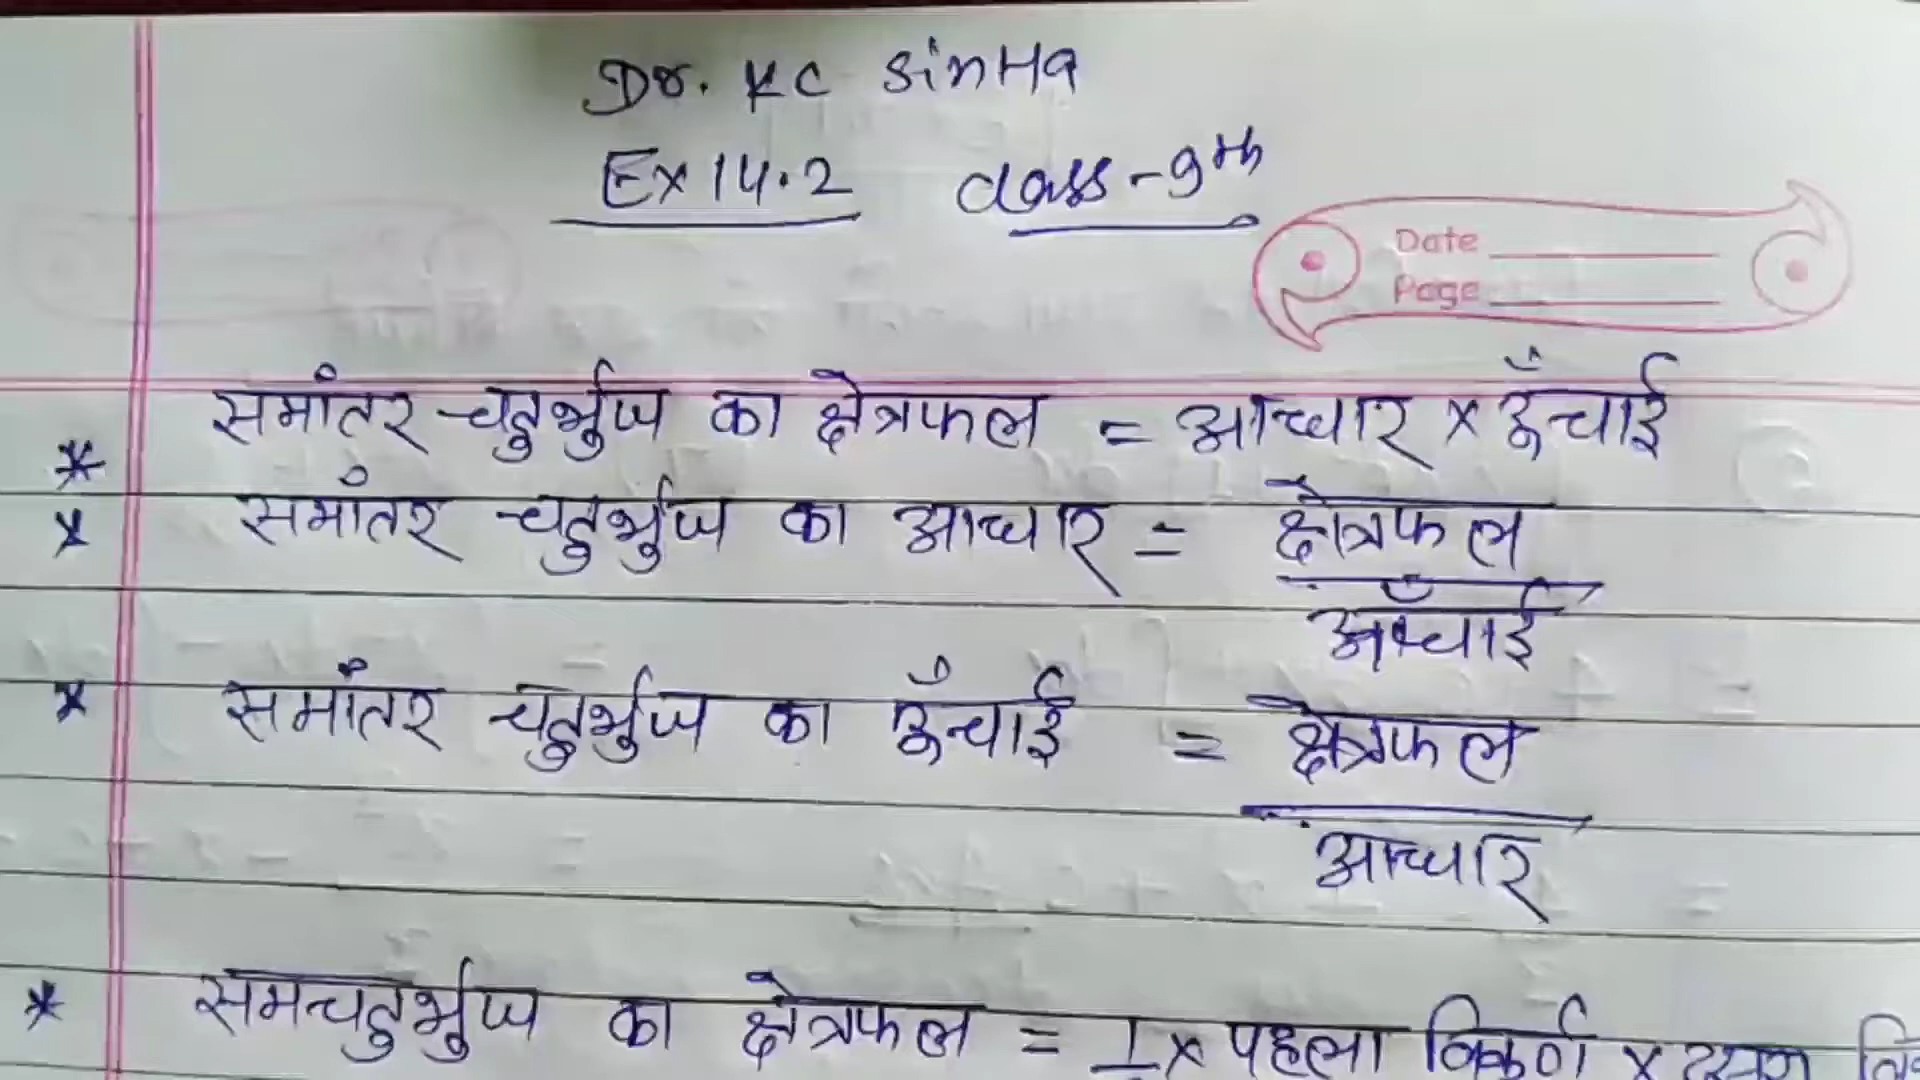 Dr. KC SinHa
Ex 14.2 class-9th
Date
Page
* समांतर चतुर्भुज का क्षेत्रफल = आधार × ऊँचाई
* समांतर चतुर्भुज का आधार = क्षेत्रफल
ऊँचाई
* समांतर चतुर्भुज का ऊँचाई = क्षेत्रफल
आधार
* समचतुर्भुज का क्षेत्रफल = 1 × पहला विकर्ण ×